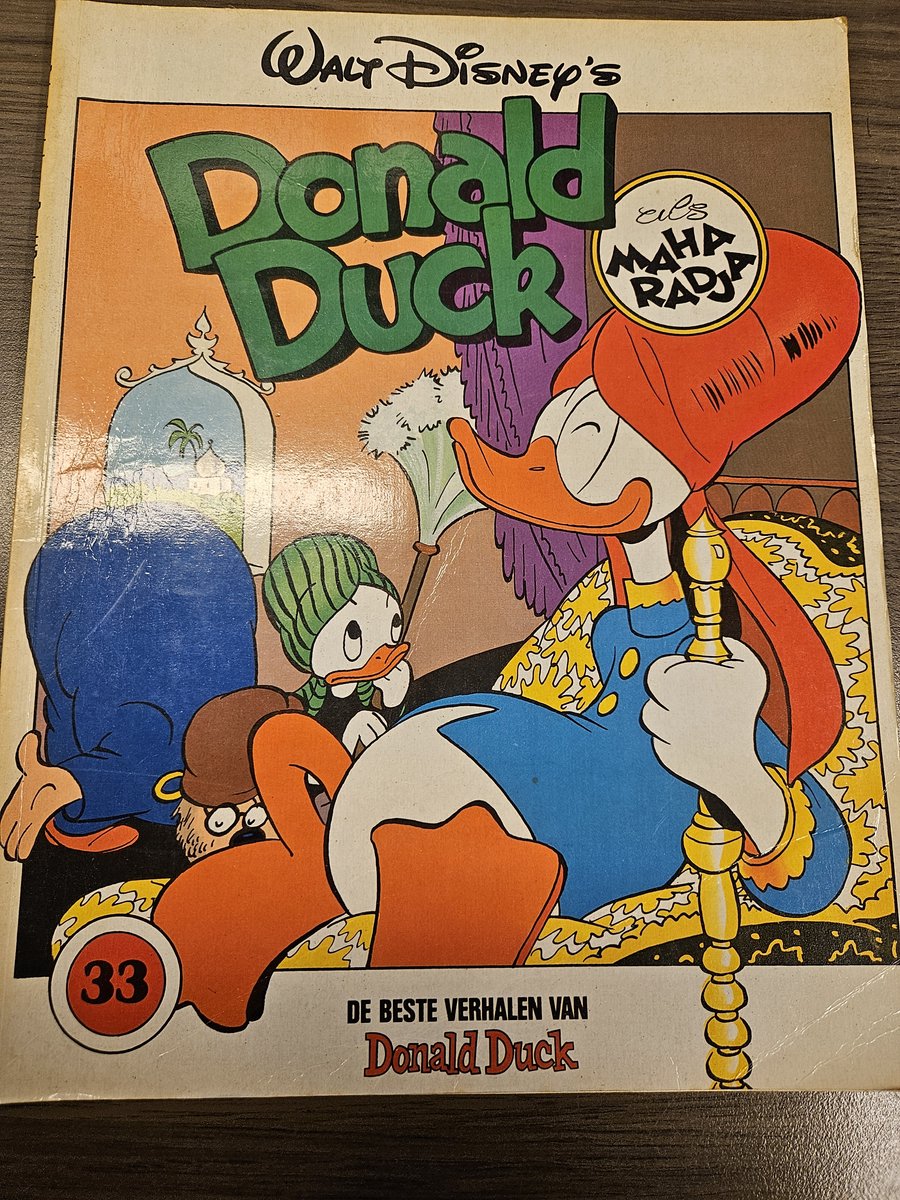 WALT DISNEY'S
Donald
Duck
als
MAHA
RADJA
33
DE BESTE VERHALEN VAN
Donald Duck